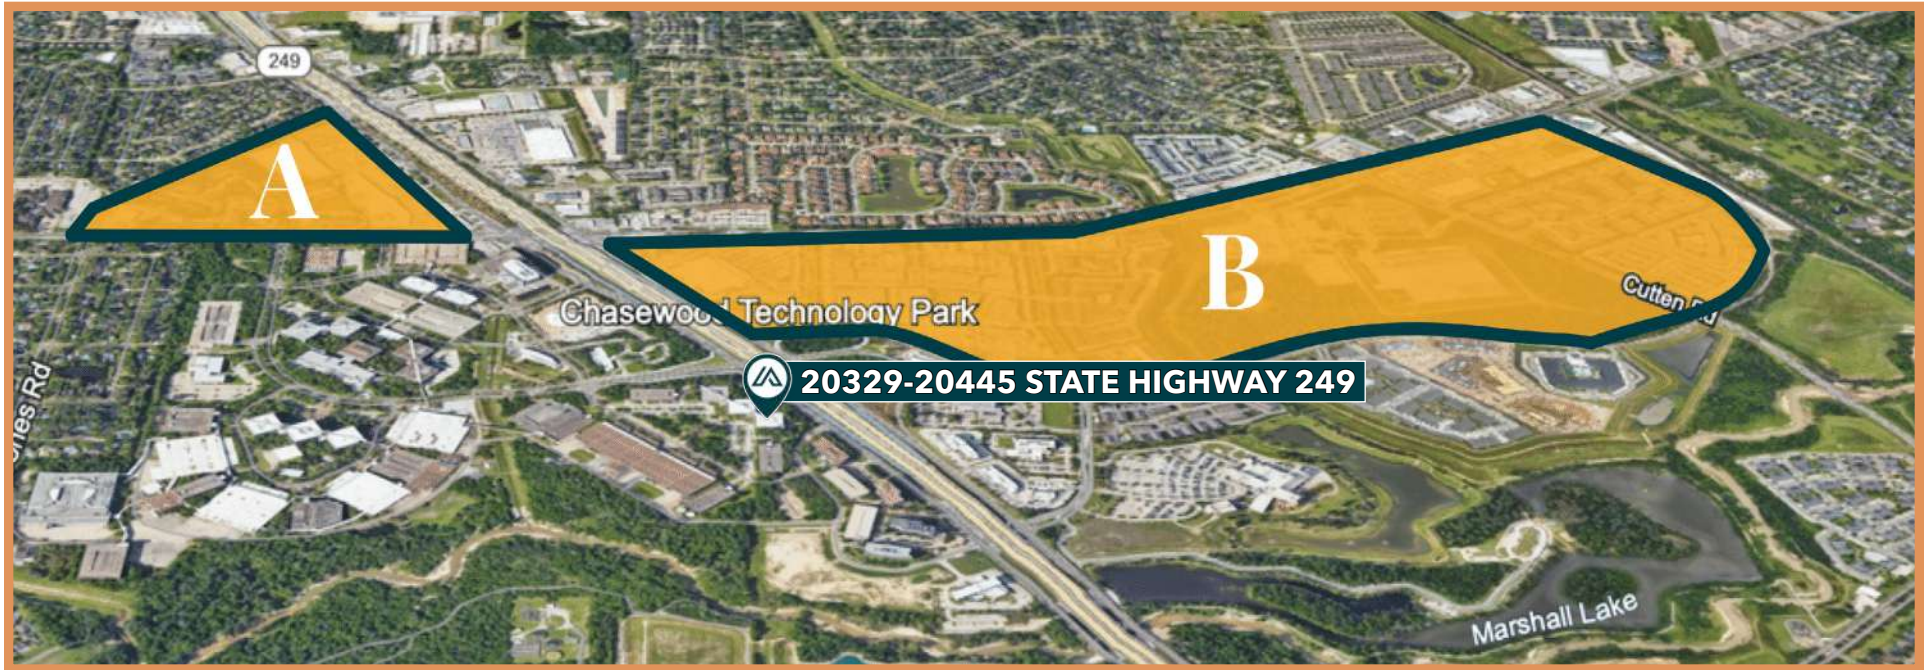 249
A
B
Cutten Rd
Chasewood Technology Park
20329-20445 STATE HIGHWAY 249
Marshall Lake